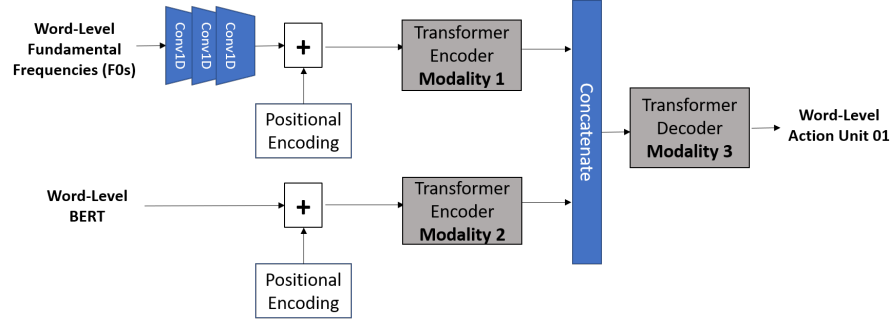 Word-Level
Fundamental
Frequencies (F0s)
Conv1D
Conv1D
Conv1D
+
Positional
Encoding
Transformer
Encoder
Modality 1
Word-Level
BERT
+
Positional
Encoding
Transformer
Encoder
Modality 2
Concatenate
Transformer
Decoder
Modality 3
Word-Level
Action Unit 01